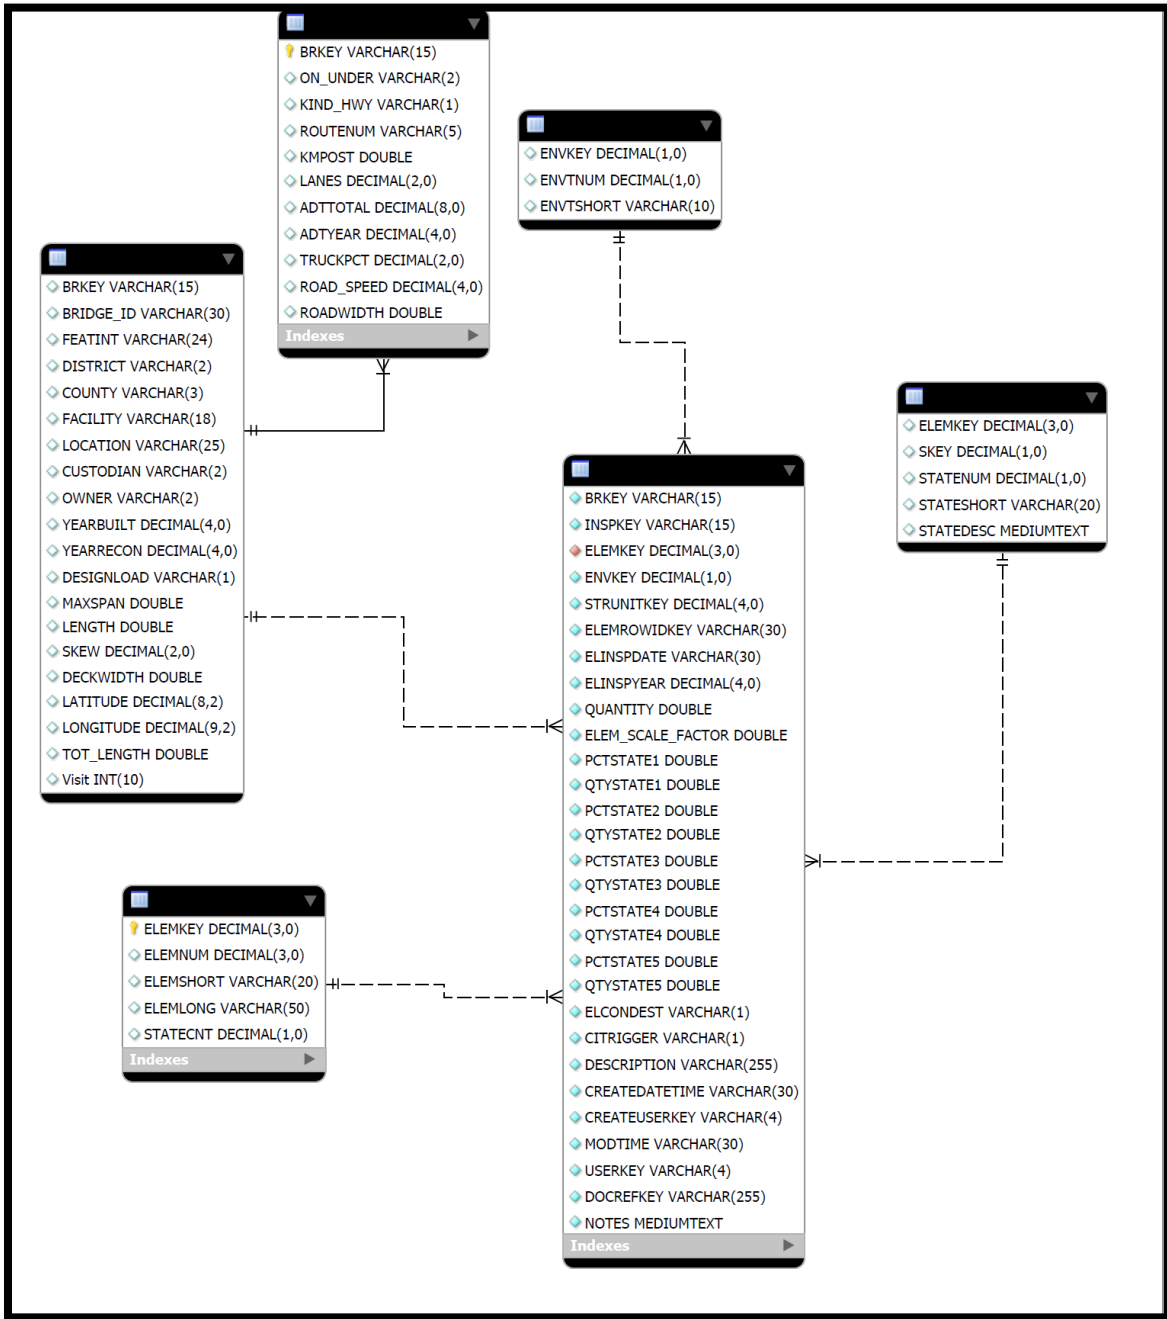 BRKEY VARCHAR(15)
ON_UNDER VARCHAR(2)
KIND_HWY VARCHAR(1)
ROUTENUM VARCHAR(5)
KMPOST DOUBLE
LANES DECIMAL(2,0)
ADTTOTAL DECIMAL(8,0)
ADTYEAR DECIMAL(4,0)
TRUCKPCT DECIMAL(2,0)
ROAD_SPEED DECIMAL(4,0)
ROADWIDTH DOUBLE
Indexes
ENVKEY DECIMAL(1,0)
ENVTNUM DECIMAL(1,0)
ENVTSHORT VARCHAR(10)
BRKEY VARCHAR(15)
BRIDGE_ID VARCHAR(30)
FEATINT VARCHAR(24)
DISTRICT VARCHAR(2)
COUNTY VARCHAR(3)
FACILITY VARCHAR(18)
LOCATION VARCHAR(25)
CUSTODIAN VARCHAR(2)
OWNER VARCHAR(2)
YEARBUILT DECIMAL(4,0)
YEARRECON DECIMAL(4,0)
DESIGNLOAD VARCHAR(1)
MAXSPAN DOUBLE
LENGTH DOUBLE
SKEW DECIMAL(2,0)
DECKWIDTH DOUBLE
LATITUDE DECIMAL(8,2)
LONGITUDE DECIMAL(9,2)
TOT_LENGTH DOUBLE
Visit INT(10)
ELEMKEY DECIMAL(3,0)
SKEY DECIMAL(1,0)
STATENUM DECIMAL(1,0)
STATESHORT VARCHAR(20)
STATEDESC MEDIUMTEXT
BRKEY VARCHAR(15)
INSPKEY VARCHAR(15)
ELEMKEY DECIMAL(3,0)
ENVKEY DECIMAL(1,0)
STRUNITKEY DECIMAL(4,0)
ELEMROWIDKEY VARCHAR(30)
ELINSPDATE VARCHAR(30)
ELINSPYEAR DECIMAL(4,0)
QUANTITY DOUBLE
ELEM_SCALE_FACTOR DOUBLE
PCTSTATE1 DOUBLE
QTYSTATE1 DOUBLE
PCTSTATE2 DOUBLE
QTYSTATE2 DOUBLE
PCTSTATE3 DOUBLE
QTYSTATE3 DOUBLE
PCTSTATE4 DOUBLE
QTYSTATE4 DOUBLE
PCTSTATE5 DOUBLE
QTYSTATE5 DOUBLE
ELCONDEST VARCHAR(1)
CITRIGGER VARCHAR(1)
DESCRIPTION VARCHAR(255)
CREATEDATETIME VARCHAR(30)
CREATEUSERKEY VARCHAR(4)
MODTIME VARCHAR(30)
USERKEY VARCHAR(4)
DOCREFKEY VARCHAR(255)
NOTES MEDIUMTEXT
Indexes
ELEMKEY DECIMAL(3,0)
ELEMNUM DECIMAL(3,0)
ELEMSHORT VARCHAR(20)
ELEMLONG VARCHAR(50)
STATECNT DECIMAL(1,0)
Indexes